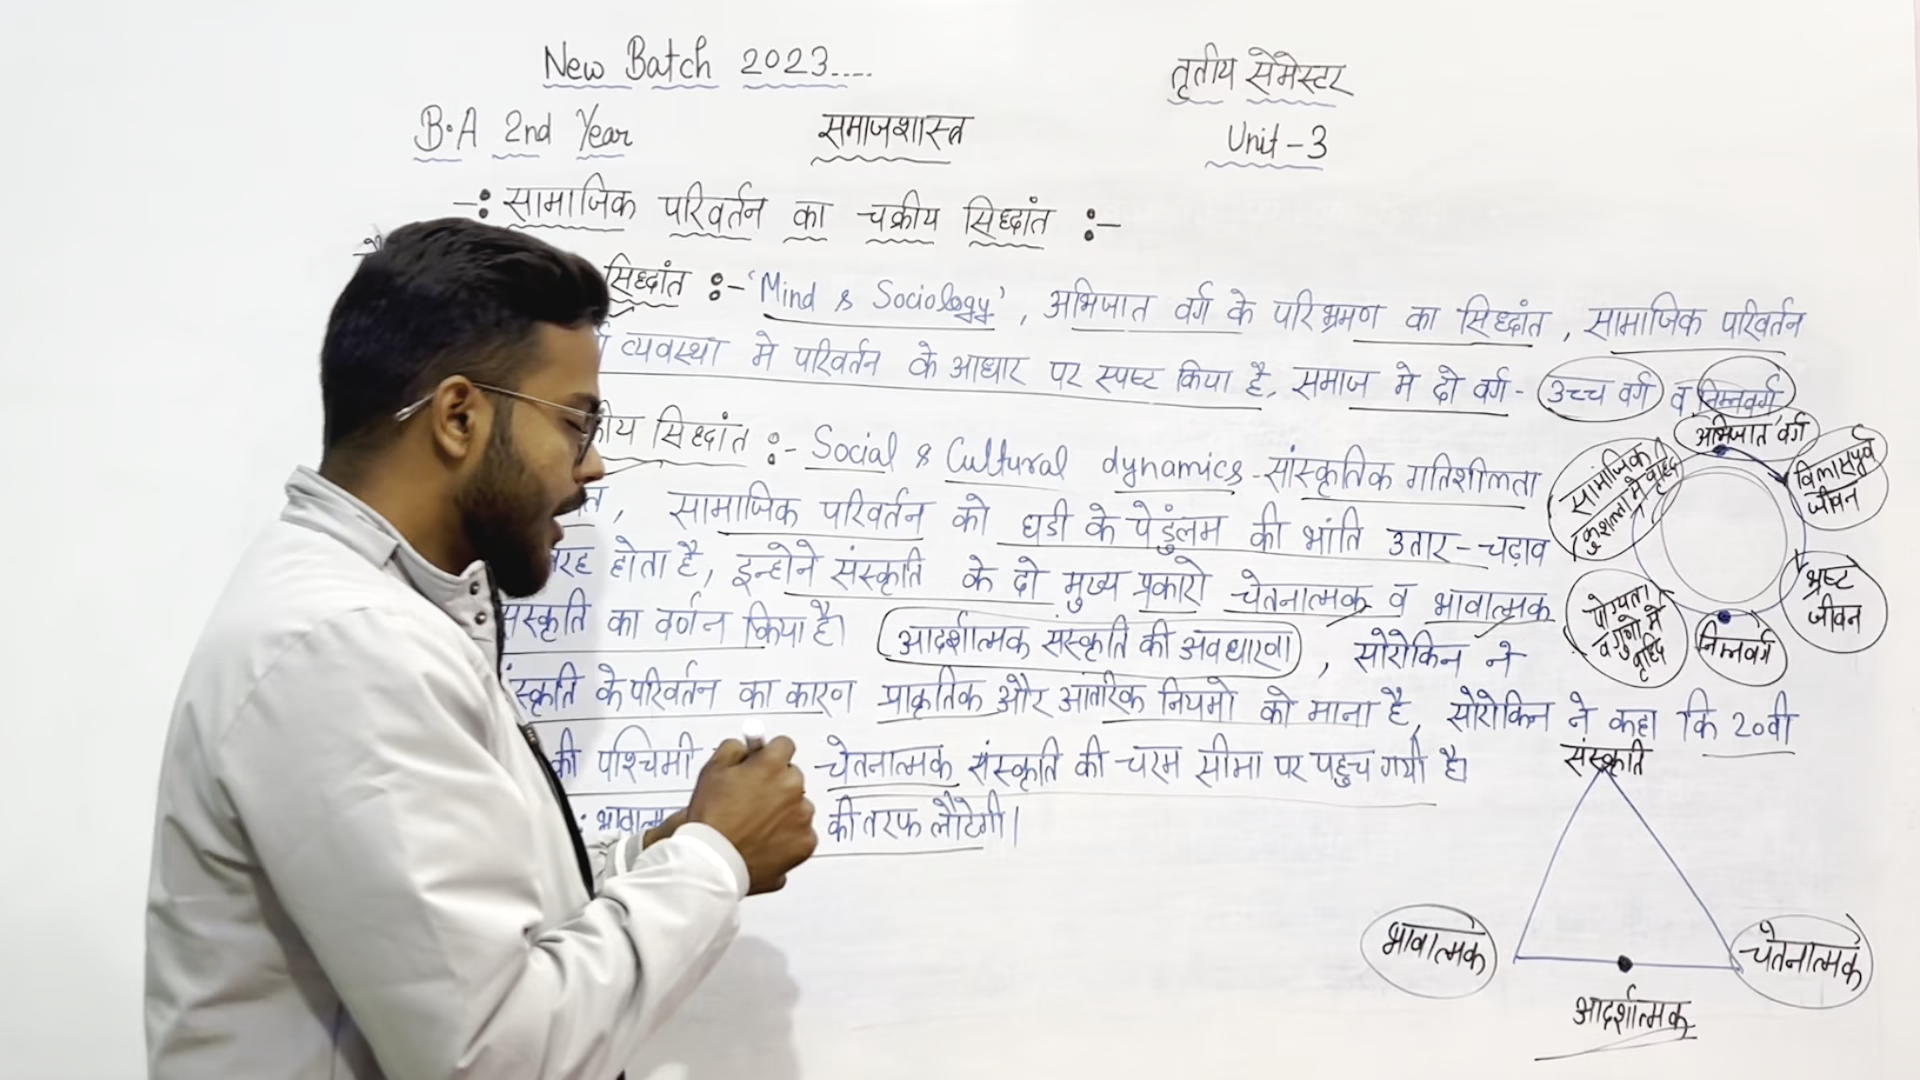 New Batch 2023....
तृतीय सेमेस्टर
B.A 2nd Year
समाजशास्त्र
Unit-3
-: सामाजिक परिवर्तन का चक्रीय सिध्दांत :-
सिध्दांत :- 'Mind & Sociology', अभिजात वर्ग के परिभ्रमण का सिध्दांत, सामाजिक परिवर्तन
व्यवस्था मे परिवर्तन के आधार पर स्पष्ट किया है, समाज मे दो वर्ग- उच्च वर्ग व निम्नवर्ग
सिध्दांत :- Social & Cultural dynamics - सांस्कृतिक गतिशीलता
, सामाजिक परिवर्तन को घडी के पेडुंलम की भांति उतार-चढ़ाव
होता है, इन्होने संस्कृति के दो मुख्य प्रकारो चेतनात्मक व भावात्मक
संस्कृति का वर्णन किया है। आदर्शात्मक संस्कृति की अवधारणा, सोरोकिन ने
के परिवर्तन का कारण प्राकृतिक और आंतरिक नियमो को माना है, सोरोकिन ने कहा कि 20वी
की पश्चिमी चेतनात्मक संस्कृति की चरम सीमा पर पहुच गयी है।
की तरफ लौटेगी।
अभिजात वर्ग
विलासपूर्व जीवन
भ्रष्ट जीवन
निम्नवर्ग
योग्यता व गुणो मे वृध्दि
सामाजिक कुशलता मे वृध्दि
संस्कृति
भावात्मक
चेतनात्मक
आदर्शात्मक